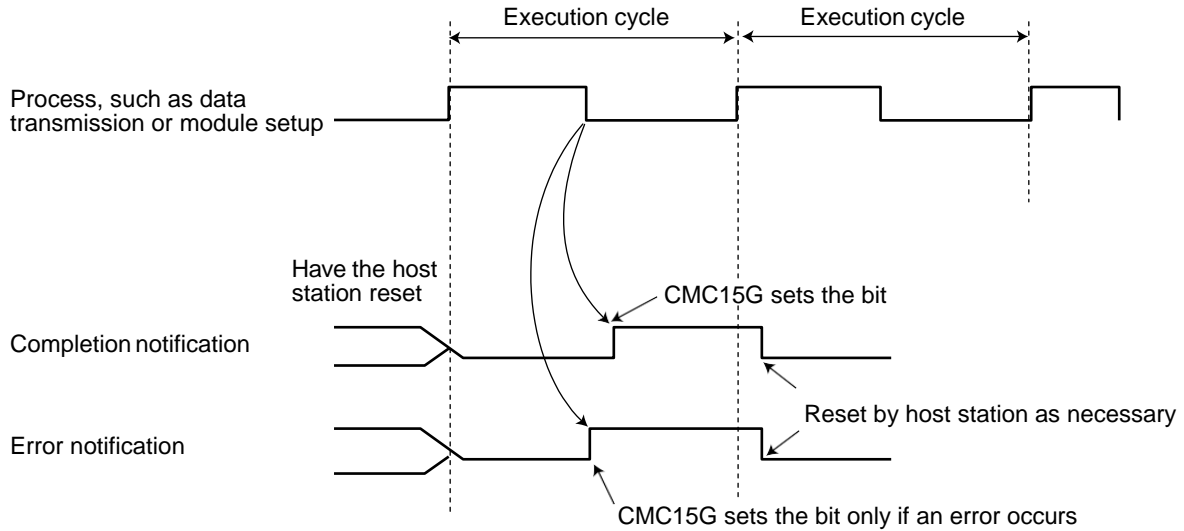 Execution cycle
Execution cycle
Process, such as data
transmission or module setup
Have the host
station reset
CMC15G sets the bit
Completion notification
Reset by host station as necessary
Error notification
CMC15G sets the bit only if an error occurs